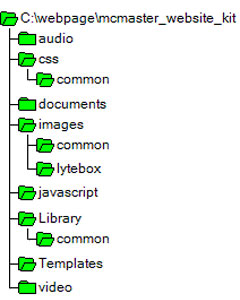 C:\webpage\mcmaster_website_kit
audio
css
common
documents
images
common
lytebox
javascript
Library
common
Templates
video